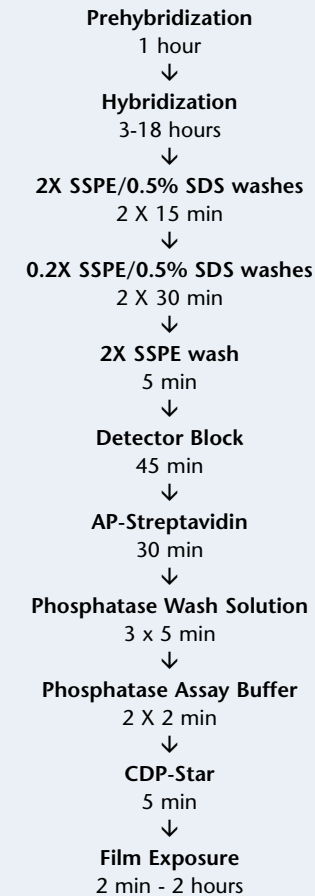 Prehybridization
1 hour
↓
Hybridization
3-18 hours
↓
2X SSPE/0.5% SDS washes
2 X 15 min
↓
0.2X SSPE/0.5% SDS washes
2 X 30 min
↓
2X SSPE wash
5 min
↓
Detector Block
45 min
↓
AP-Streptavidin
30 min
↓
Phosphatase Wash Solution
3 x 5 min
↓
Phosphatase Assay Buffer
2 X 2 min
↓
CDP-Star
5 min
↓
Film Exposure
2 min - 2 hours